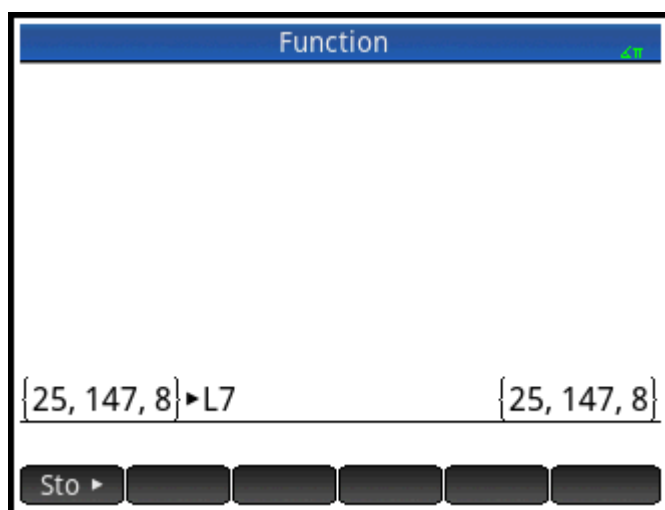 Function
∡π
{25, 147, 8}▶L7 {25, 147, 8}
Sto ▶